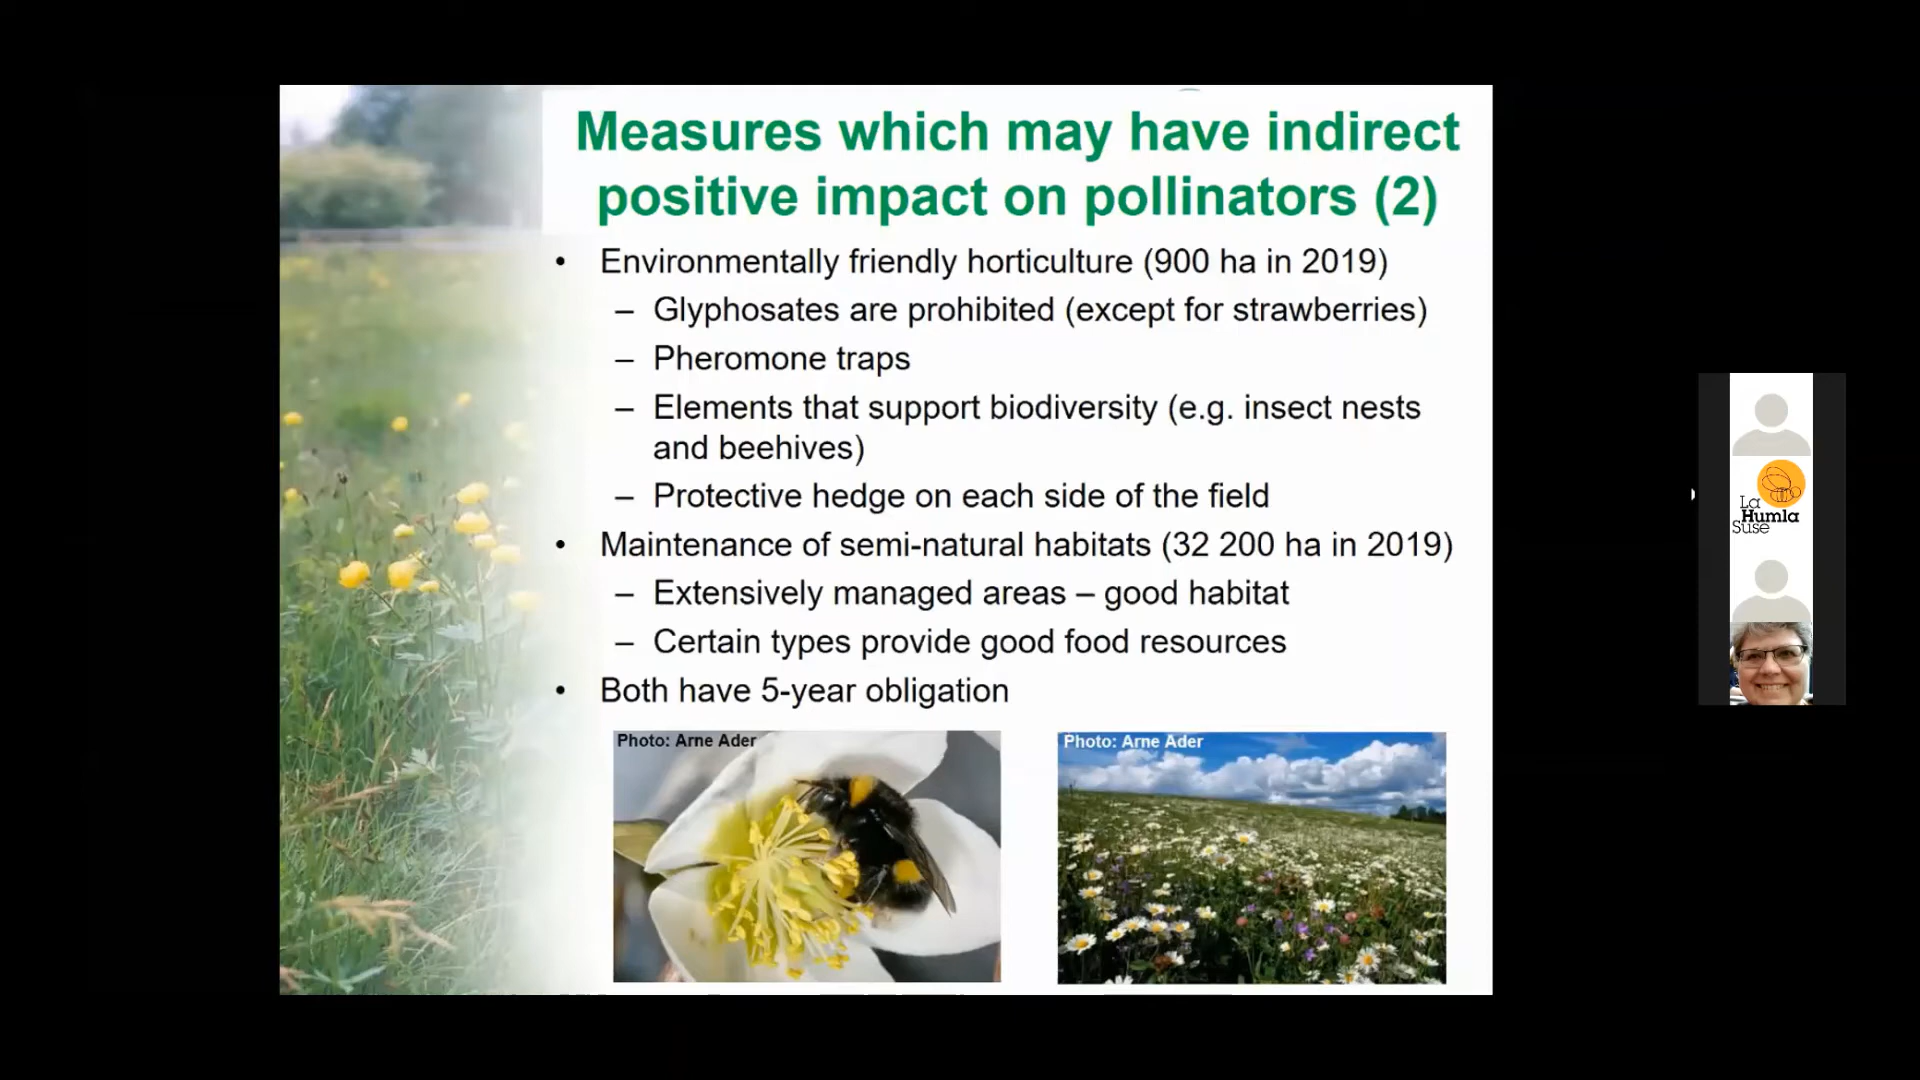 Measures which may have indirect
positive impact on pollinators (2)
• Environmentally friendly horticulture (900 ha in 2019)
– Glyphosates are prohibited (except for strawberries)
– Pheromone traps
– Elements that support biodiversity (e.g. insect nests
and beehives)
– Protective hedge on each side of the field
• Maintenance of semi-natural habitats (32 200 ha in 2019)
– Extensively managed areas – good habitat
– Certain types provide good food resources
• Both have 5-year obligation
Photo: Arne Ader
Photo: Arne Ader
La
Humla
Suse